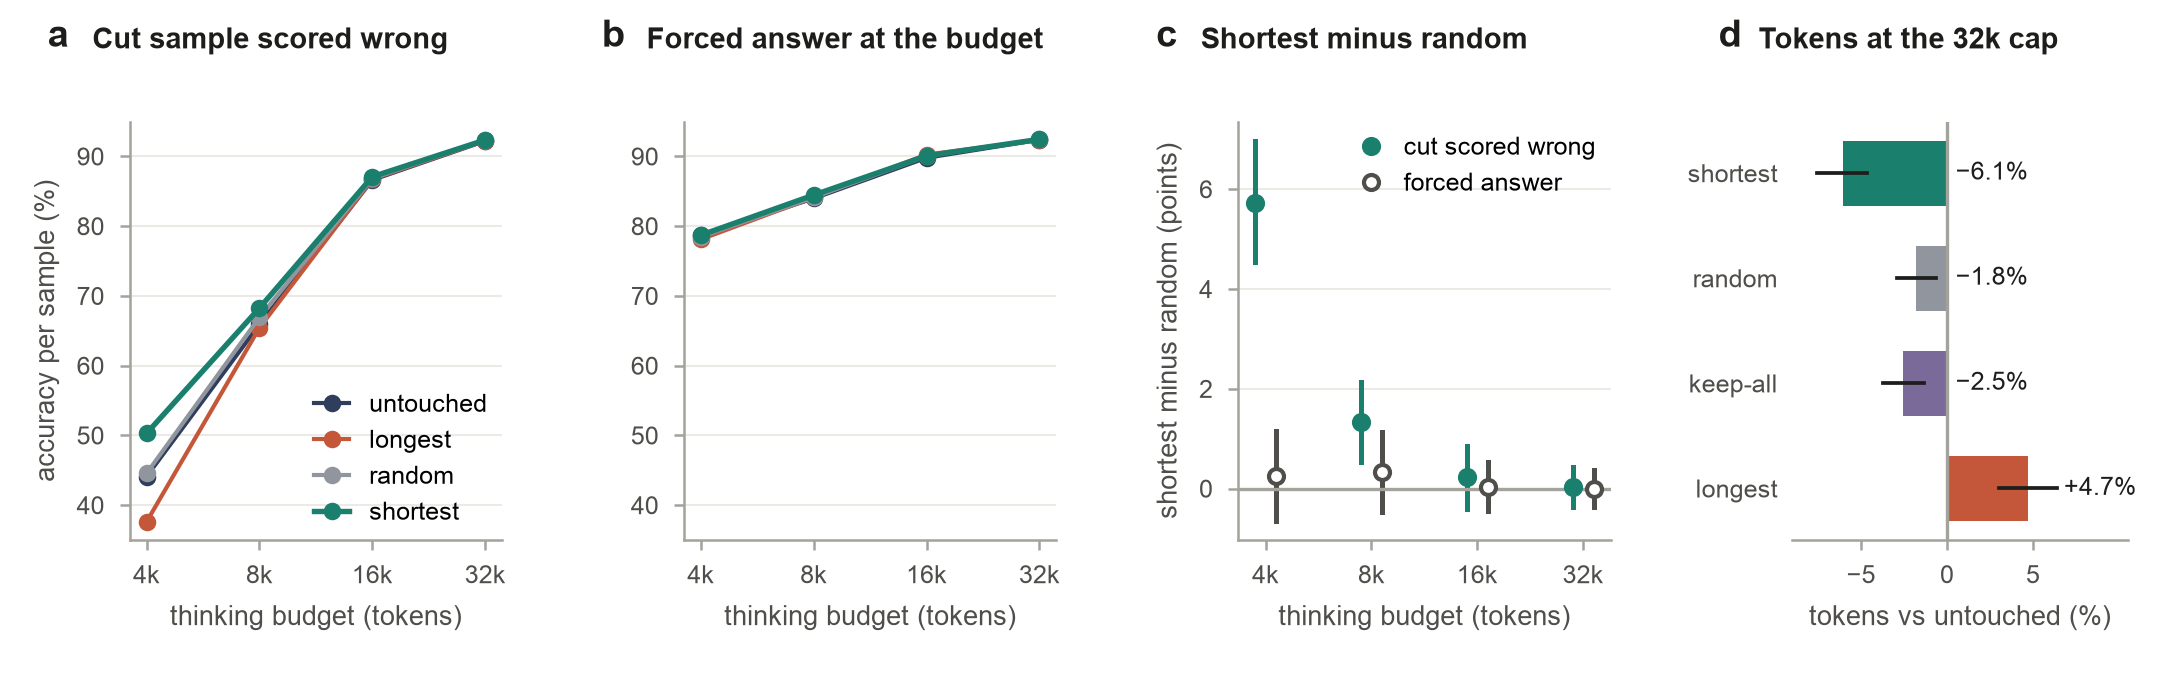 a Cut sample scored wrong
accuracy per sample (%)
90
80
70
60
50
40
untouched
longest
random
shortest
4k 8k 16k 32k
thinking budget (tokens)
b Forced answer at the budget
90
80
70
60
50
40
4k 8k 16k 32k
thinking budget (tokens)
c Shortest minus random
shortest minus random (points)
6
4
2
0
cut scored wrong
forced answer
4k 8k 16k 32k
thinking budget (tokens)
d Tokens at the 32k cap
shortest −6.1%
random −1.8%
keep-all −2.5%
longest +4.7%
−5 0 5
tokens vs untouched (%)